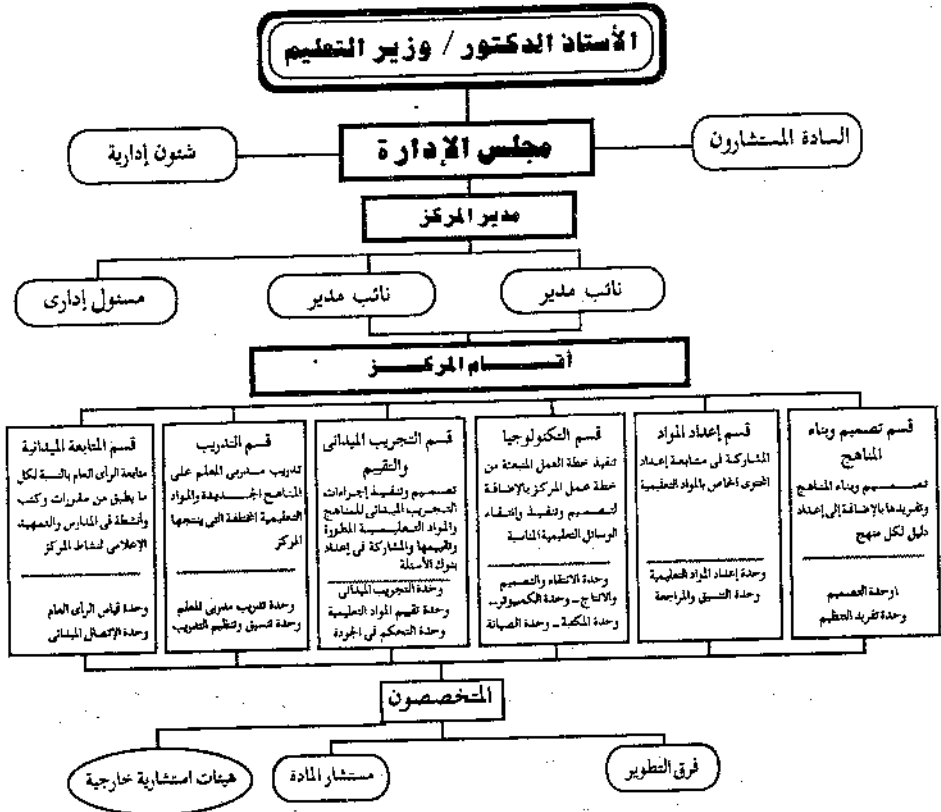 الأستاذ الدكتور / وزير التعليم
السادة المستشارون
مجلس الإدارة
شئون إدارية
مدير المركز
نائب مدير
نائب مدير
مسئول إدارى
أقسام المركز
قسم تصميم وبناء
المناهج
تصميم وبناء المناهج
وتفريدها بالإضافة إلى إعداد
دليل لكل منهج
وحدة التصميم
وحدة تفريد التنظيم
قسم إعداد المواد
المشاركة فى متابعة إعداد
المحتوى الخاص بالمواد التعليمية
وحدة إعداد المواد التعليمية
وحدة التنسيق والمراجعة
قسم التكنولوجيا
تنفيذ خطة العمل المنبعثة من
خطة عمل المركز بالإضافة
لتصميم وتنفيذ وانتقاء
الوسائل التعليمية المناسبة
وحدة الانتقاء والتصميم
والانتاج - وحدة الكمبيوتر -
وحدة المكتبة - وحدة الصيانة
قسم التجريب الميدانى
والتقييم
تصميم وتنفيذ إجراءات
التجريب الميدانى للمناهج
والمواد التعليمية المطورة
وتقييمها والمشاركة فى إعداد
بنوك الأسئلة
وحدة التجريب الميدانى
وحدة تقييم المواد التعليمية
وحدة التحكم فى الجودة
قسم التدريب
تدريب مدربى المعلم على
المناهج الجديدة والمواد
التعليمية المختلفة التى ينتجها
المركز
وحدة تدريب مدربى المعلم
وحدة تنسيق وتنظيم التدريب
قسم المتابعة الميدانية
متابعة الرأى العام بالنسبة لكل
ما يطبق من مقررات وكتب
وأنشطة فى المدارس والتمهيد
الإعلامى لنشاط المركز
وحدة قياس الرأى العام
وحدة الإتصال الميدانى
المتخصصون
فرق التطوير
مستشار المادة
هيئات استشارية خارجية